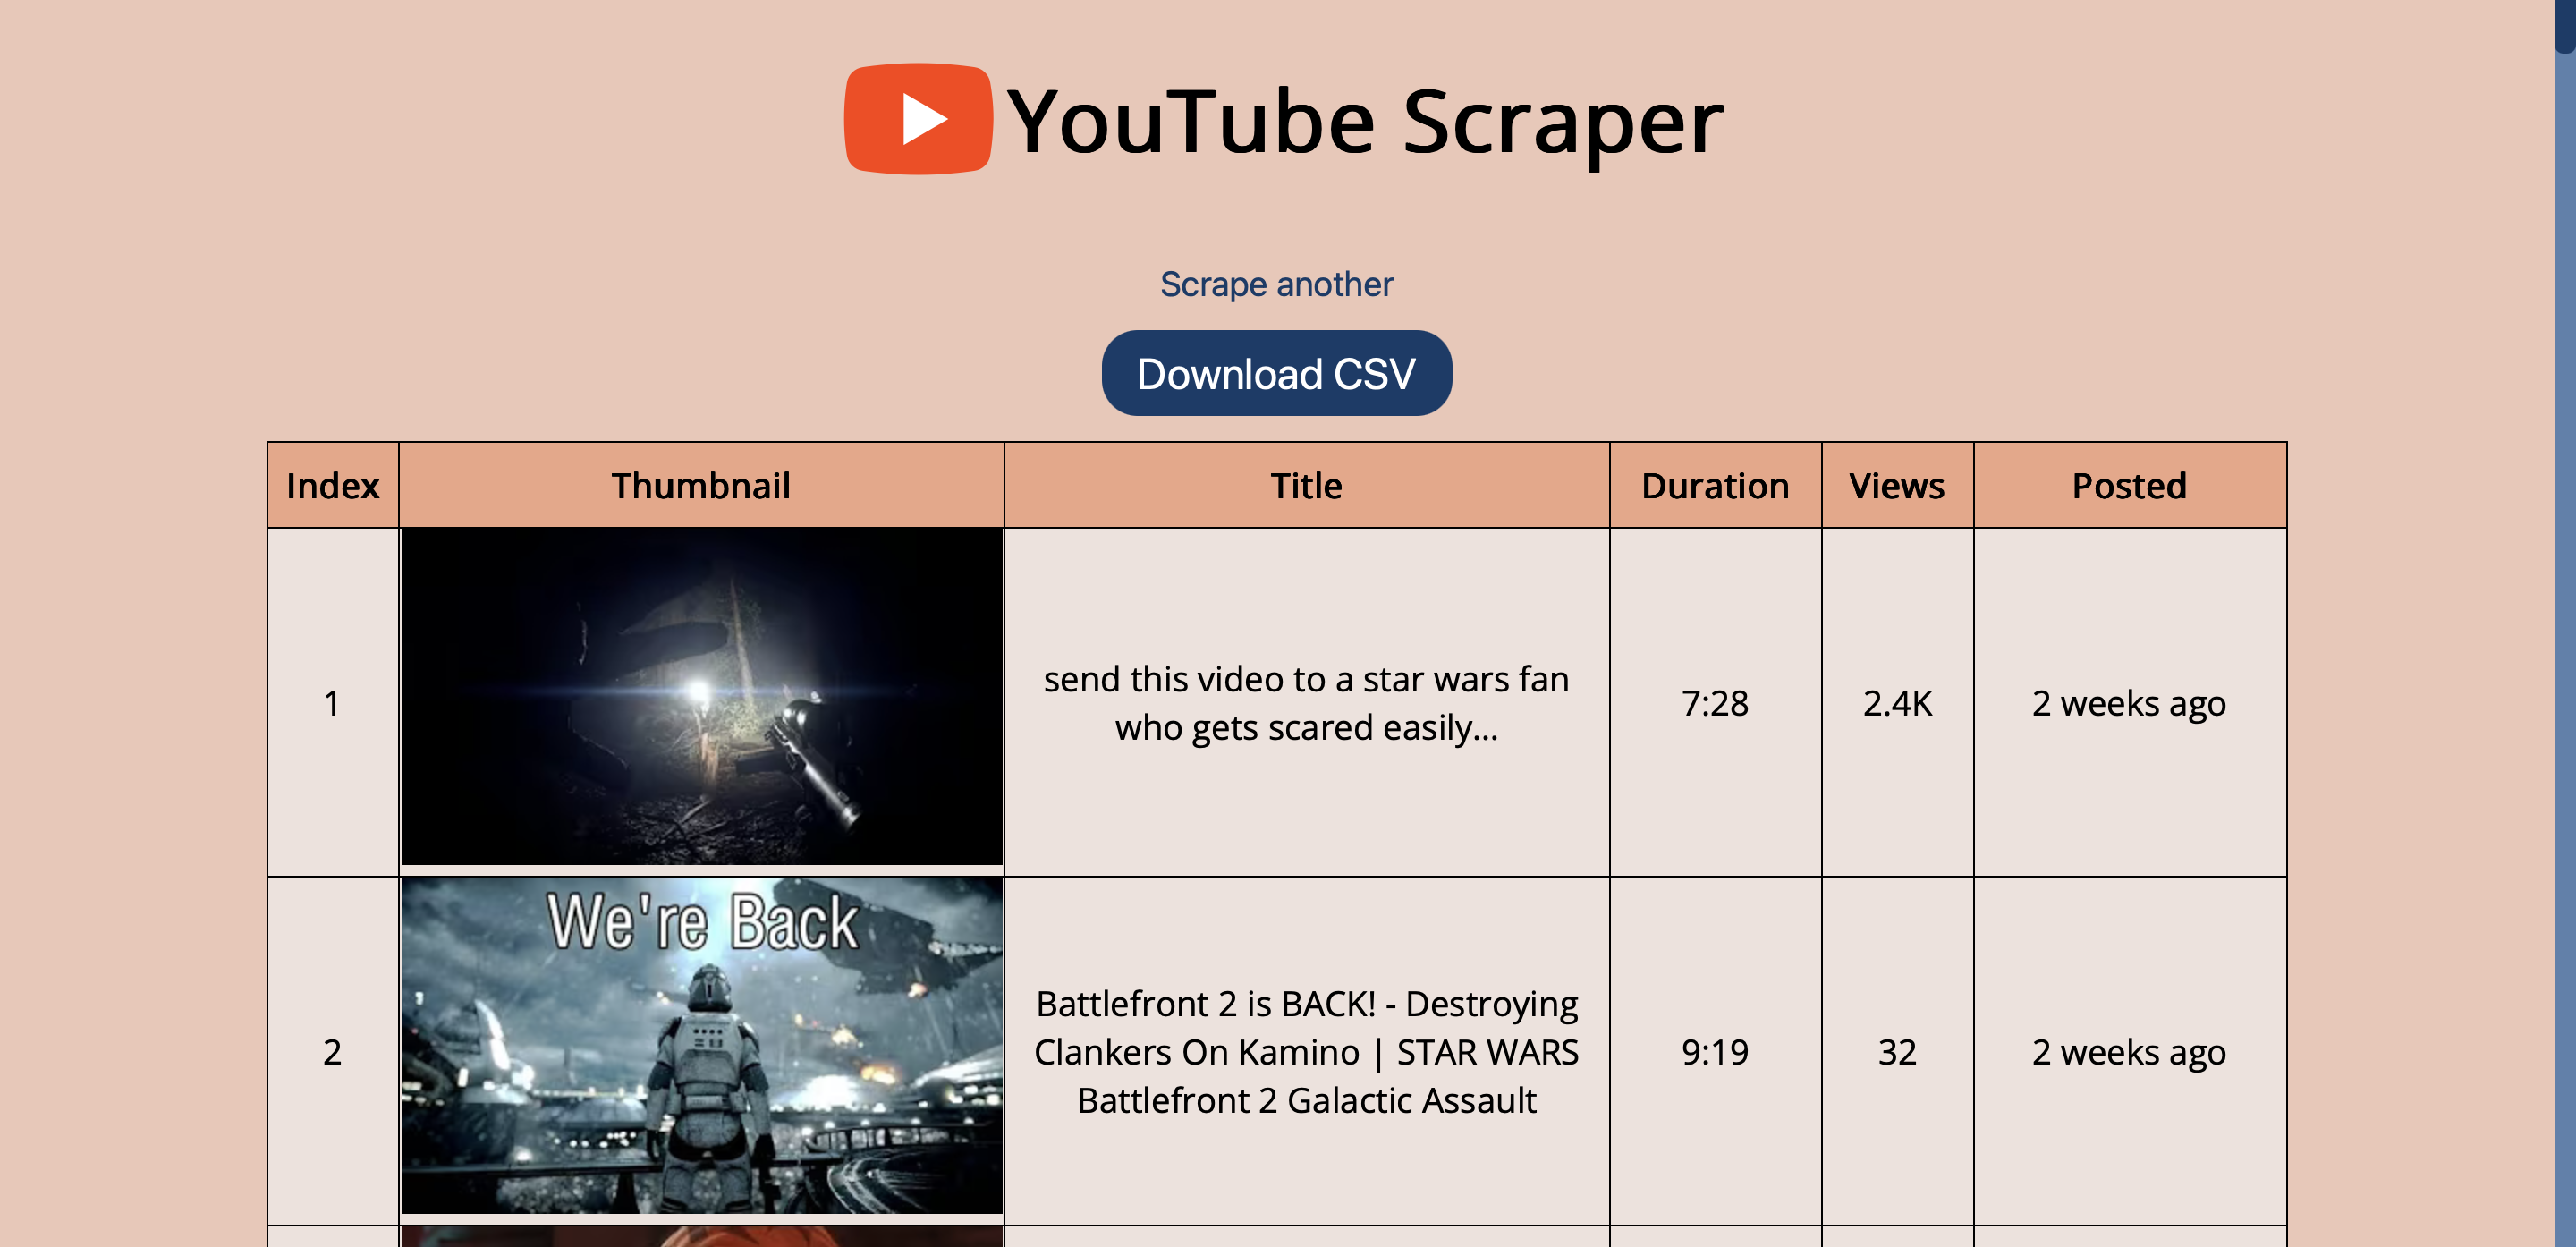 YouTube Scraper
Scrape another
Download CSV
Index Thumbnail Title Duration Views Posted
1 send this video to a star wars fan who gets scared easily... 7:28 2.4K 2 weeks ago
We're Back
2 Battlefront 2 is BACK! - Destroying Clankers On Kamino | STAR WARS Battlefront 2 Galactic Assault 9:19 32 2 weeks ago